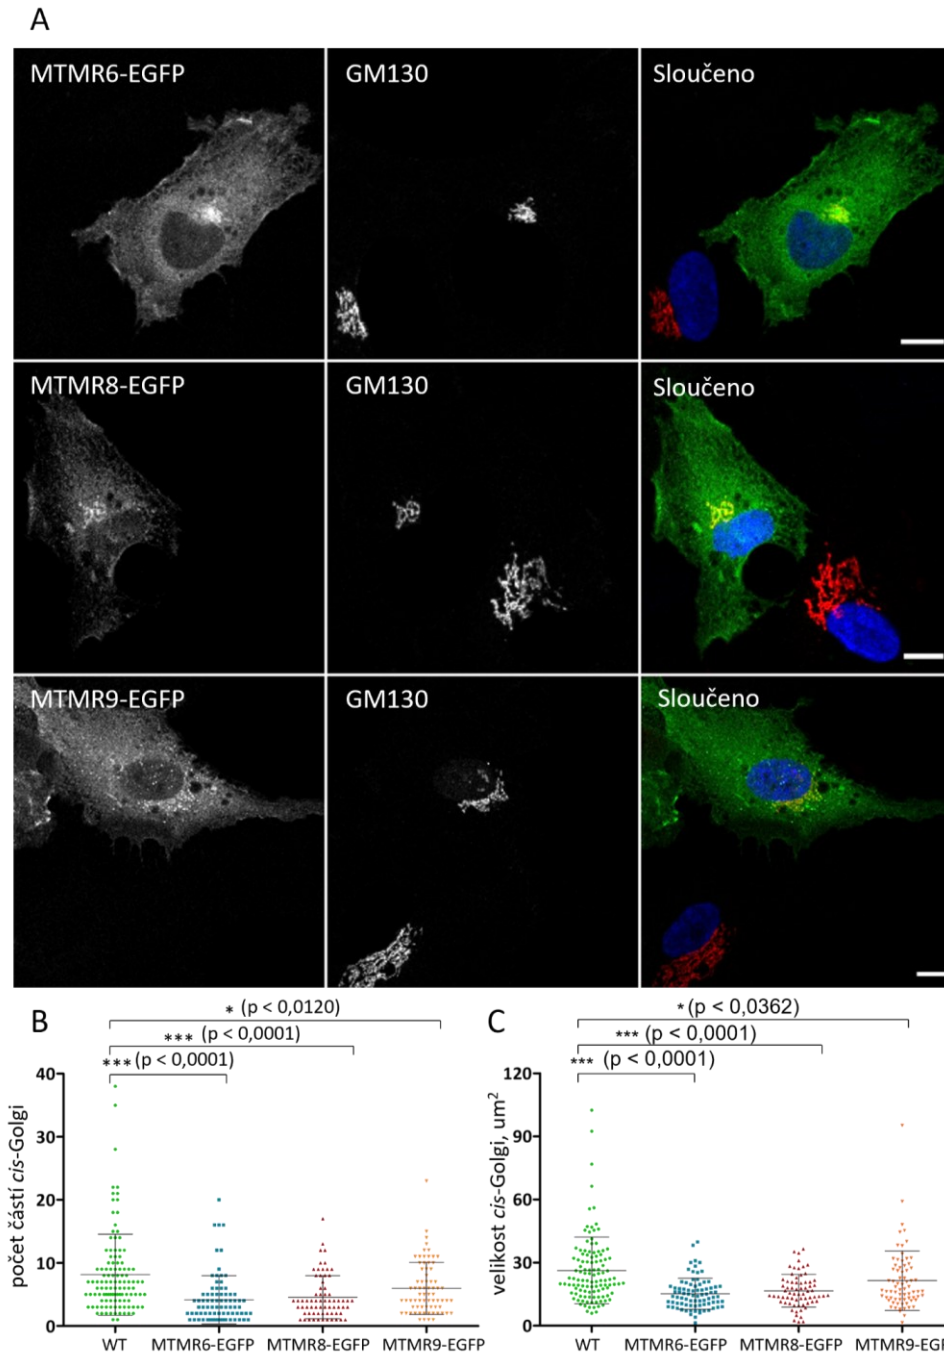 A
MTMR6-EGFP GM130 Sloučeno
MTMR8-EGFP GM130 Sloučeno
MTMR9-EGFP GM130 Sloučeno
B
* (p < 0,0120)
*** (p < 0,0001)
*** (p < 0,0001)
počet částí cis-Golgi
40
30
20
10
0
WT MTMR6-EGFP MTMR8-EGFP MTMR9-EGFP
C
* (p < 0,0362)
*** (p < 0,0001)
*** (p < 0,0001)
velikost cis-Golgi, um²
120
90
60
30
0
WT MTMR6-EGFP MTMR8-EGFP MTMR9-EGF